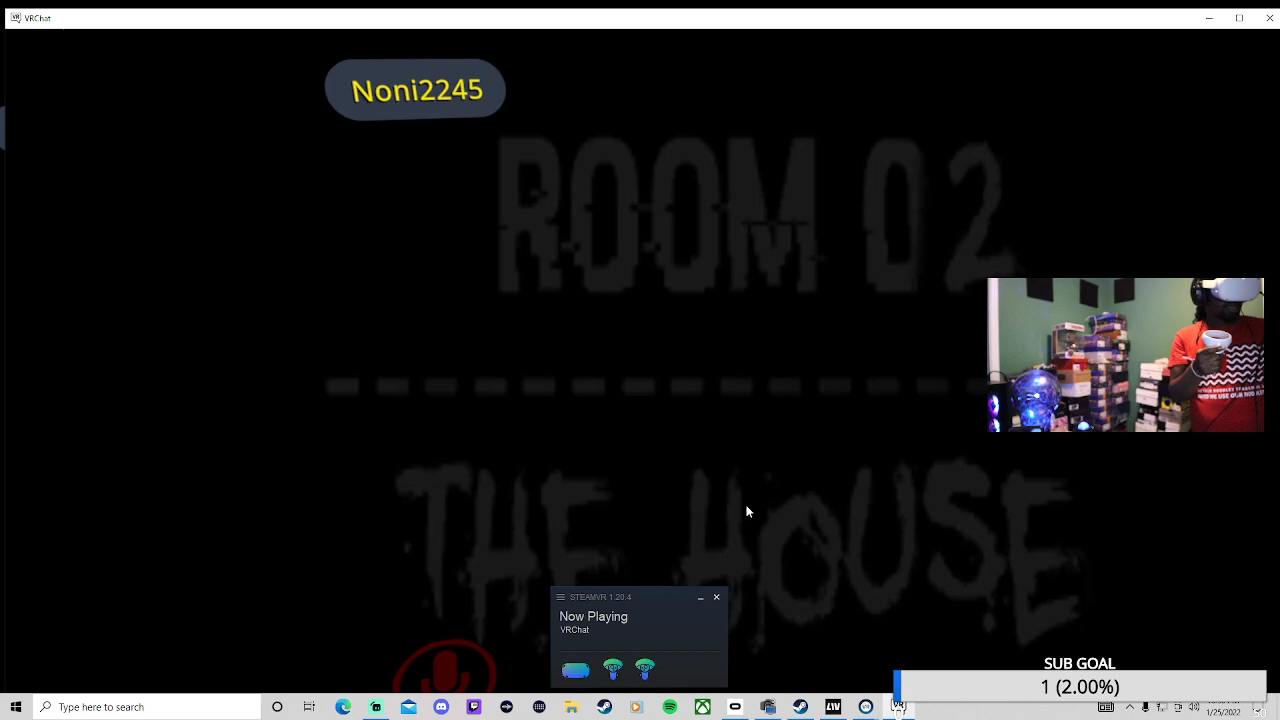 VRChat
Noni2245
ROOM 02
THE HOUSE
STEAMVR 1.20.4
Now Playing
VRChat
SUB GOAL
1 (2.00%)
Type here to search
1/25/2022